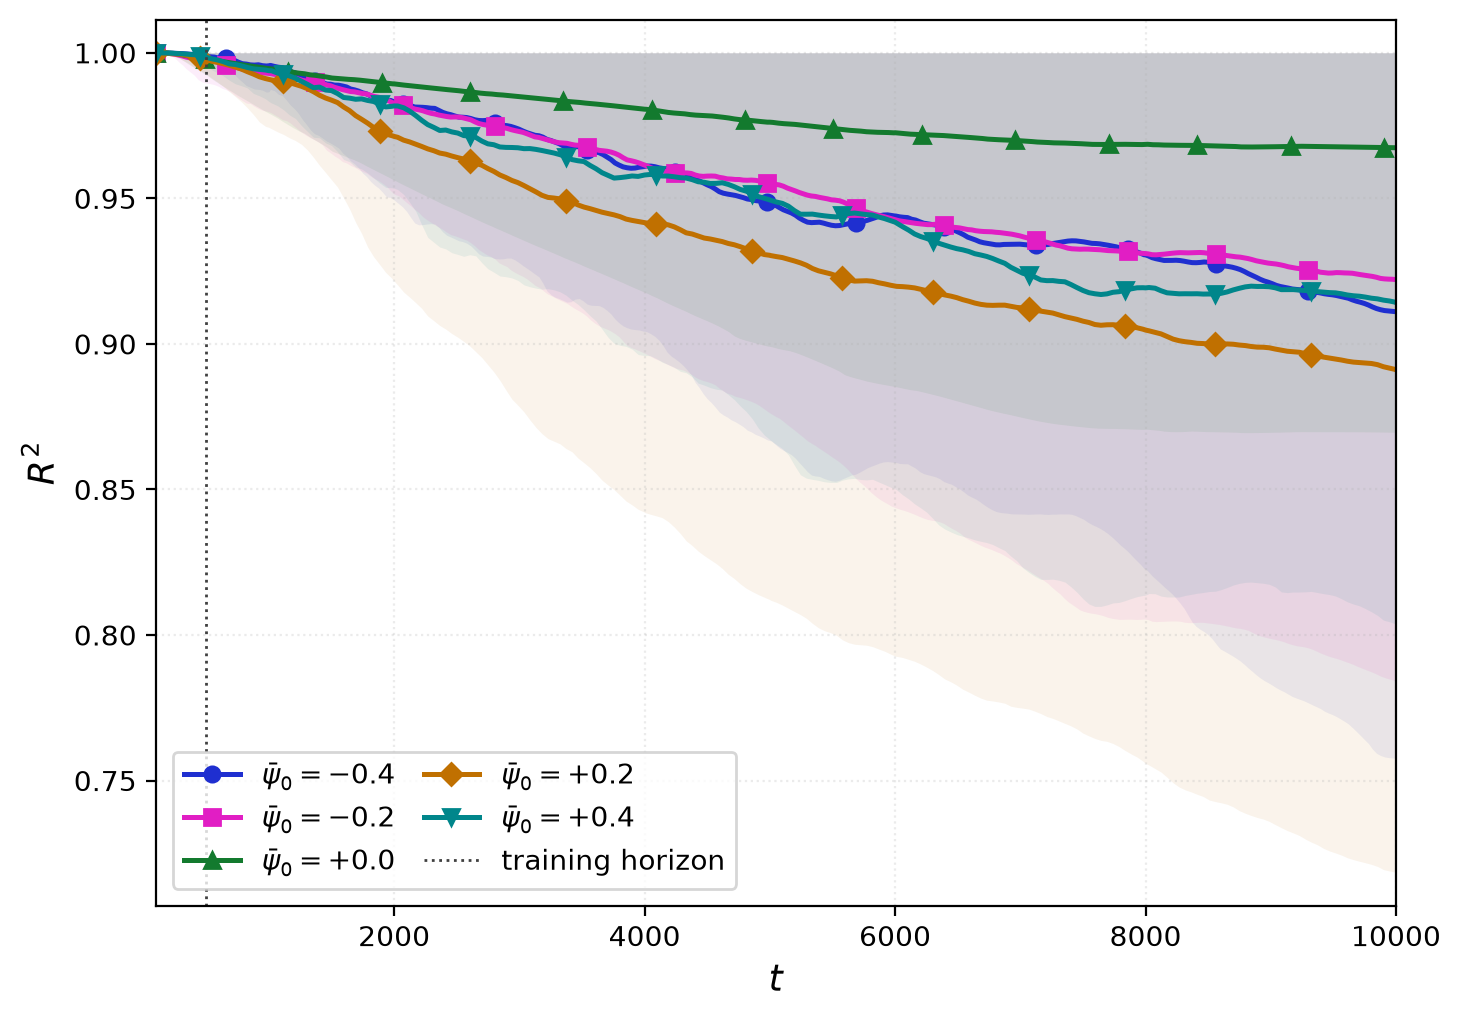 1.00
0.95
0.90
0.85
0.80
0.75
R²
ψ̄₀ = −0.4
ψ̄₀ = +0.2
ψ̄₀ = −0.2
ψ̄₀ = +0.4
ψ̄₀ = +0.0
training horizon
2000 4000 6000 8000 10000
t